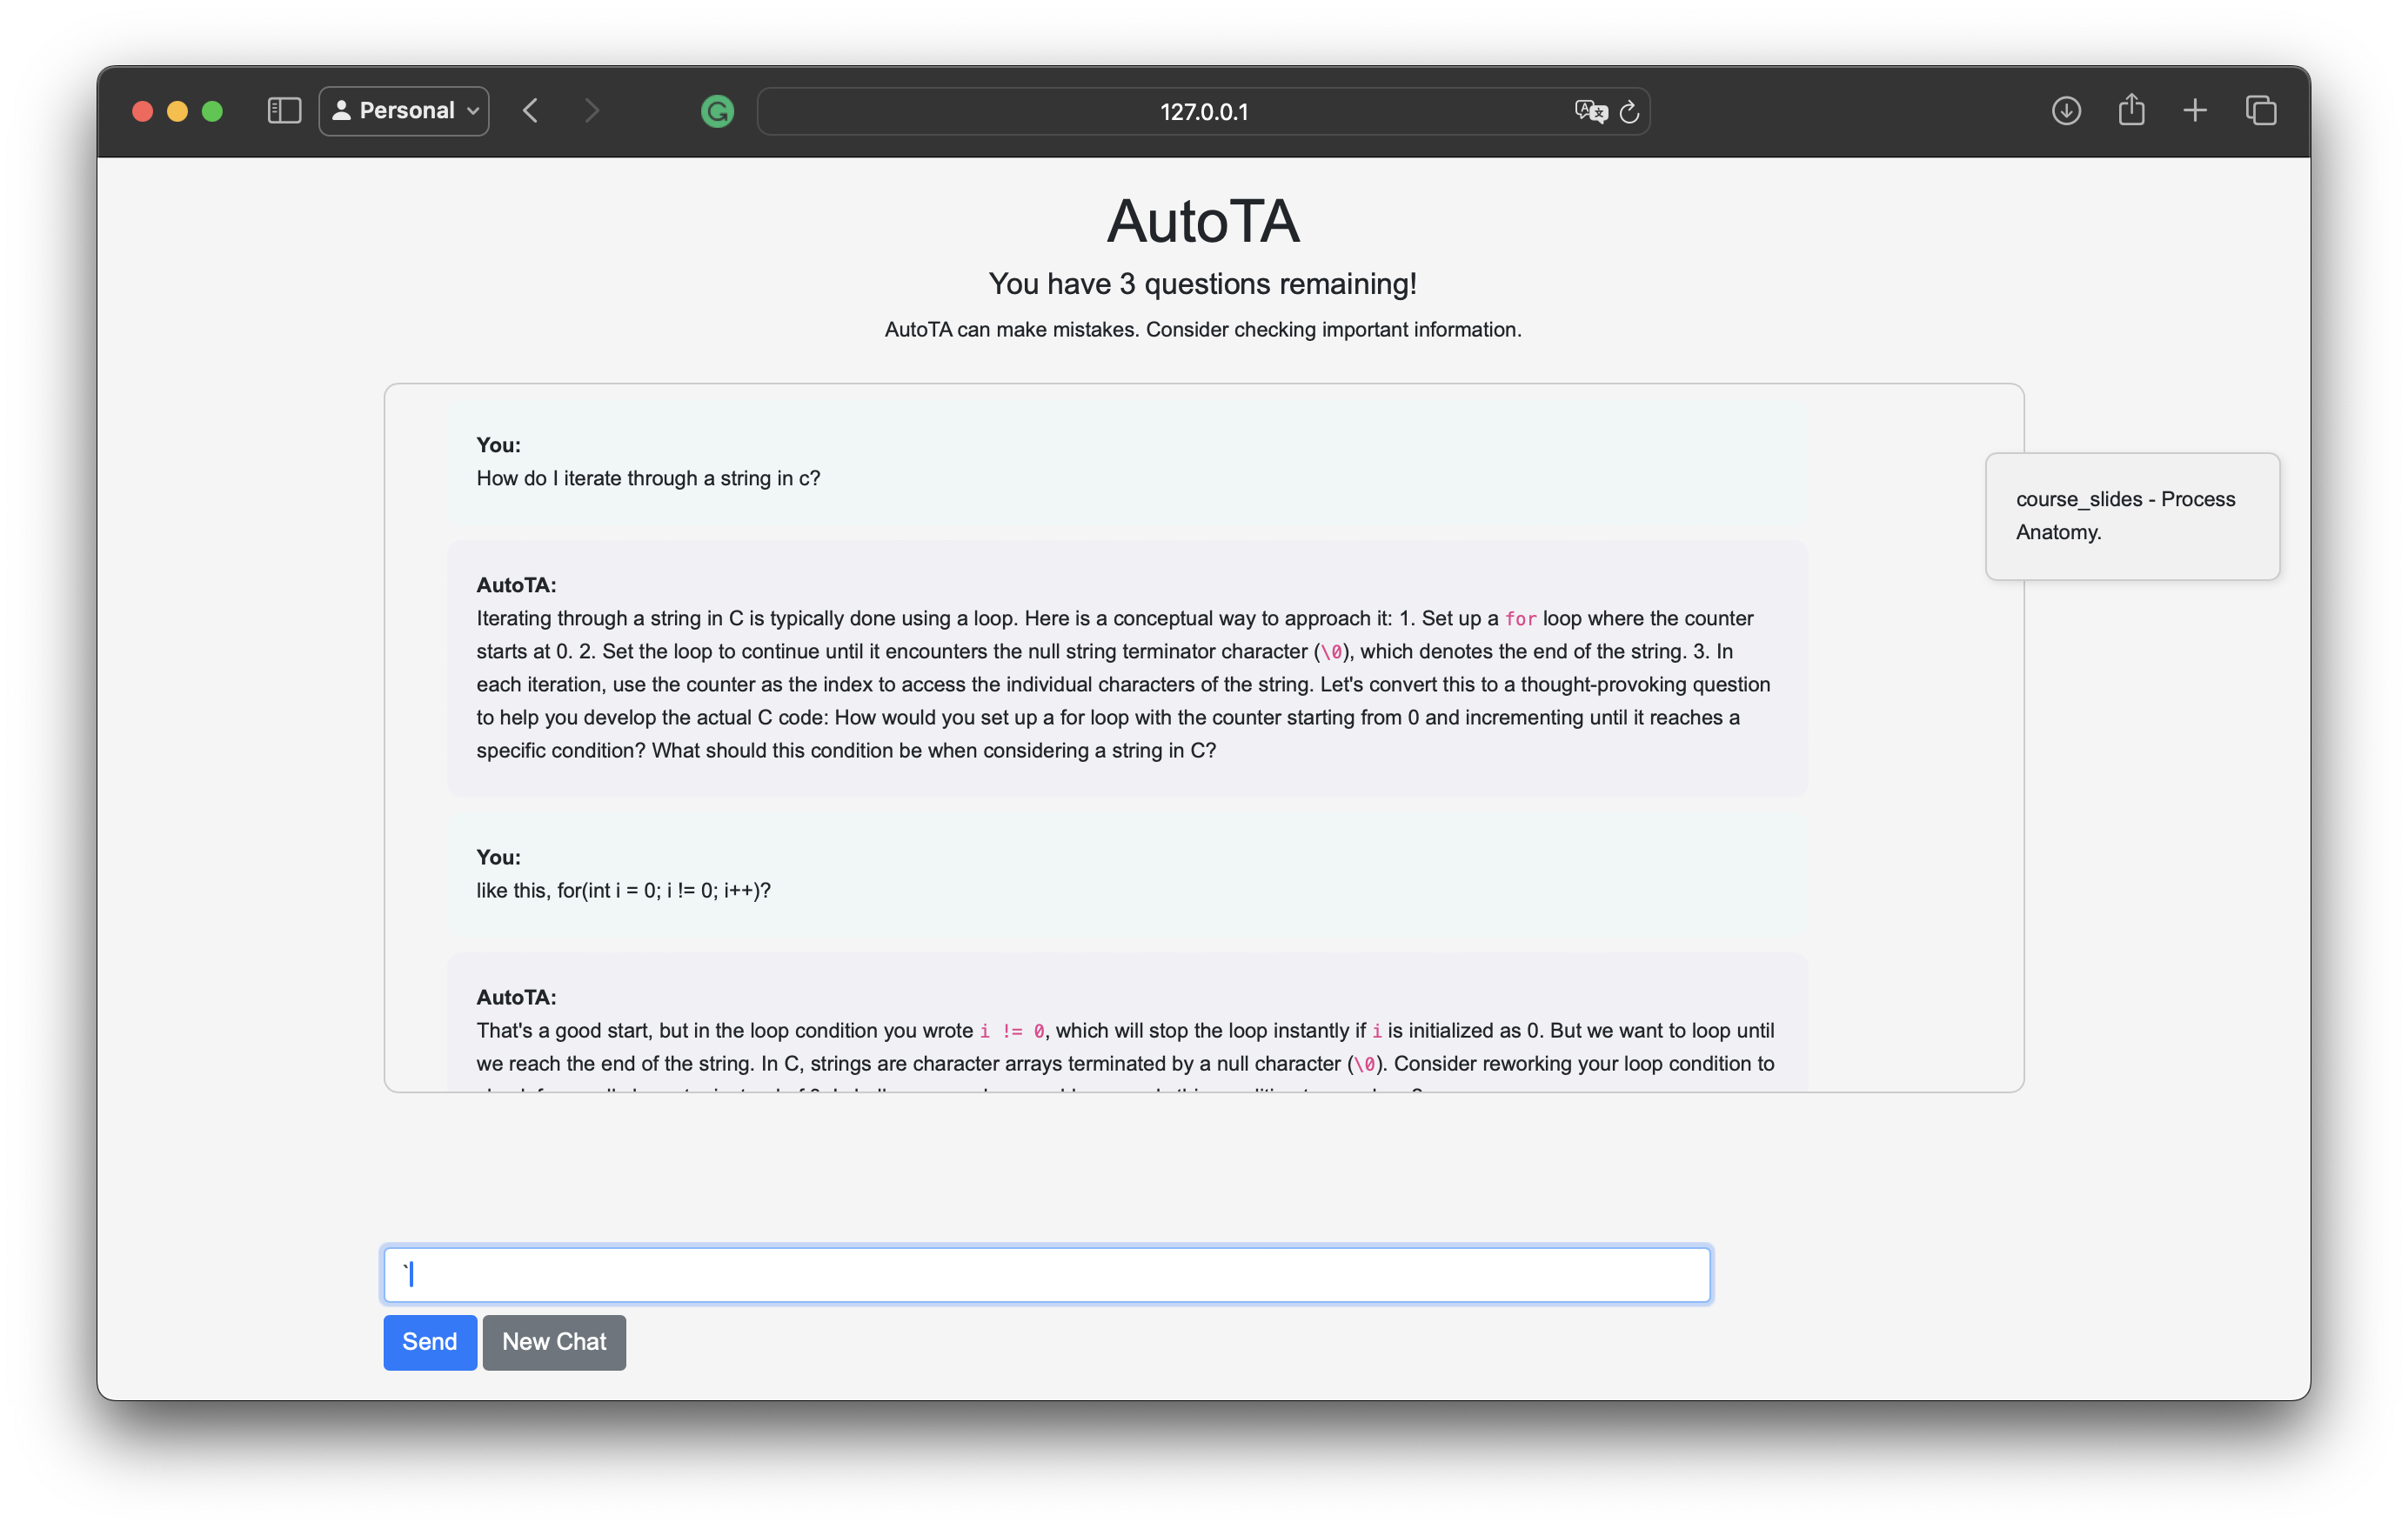 Personal
127.0.0.1
AutoTA
You have 3 questions remaining!
AutoTA can make mistakes. Consider checking important information.
You:
How do I iterate through a string in c?
course_slides - Process
Anatomy.
AutoTA:
Iterating through a string in C is typically done using a loop. Here is a conceptual way to approach it: 1. Set up a for loop where the counter
starts at 0. 2. Set the loop to continue until it encounters the null string terminator character (\0), which denotes the end of the string. 3. In
each iteration, use the counter as the index to access the individual characters of the string. Let's convert this to a thought-provoking question
to help you develop the actual C code: How would you set up a for loop with the counter starting from 0 and incrementing until it reaches a
specific condition? What should this condition be when considering a string in C?
You:
like this, for(int i = 0; i != 0; i++)?
AutoTA:
That's a good start, but in the loop condition you wrote i != 0, which will stop the loop instantly if i is initialized as 0. But we want to loop until
we reach the end of the string. In C, strings are character arrays terminated by a null character (\0). Consider reworking your loop condition to
`
Send
New Chat